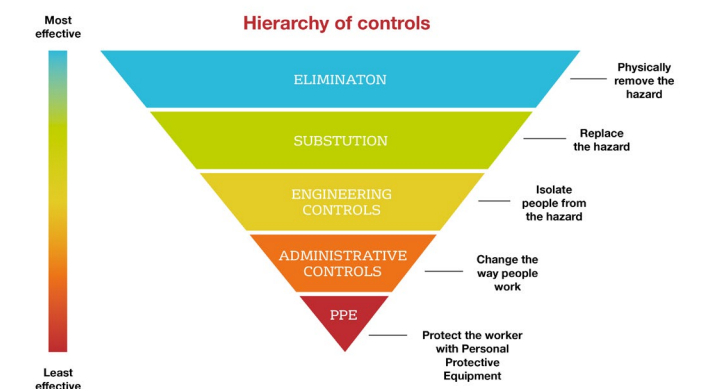 Most
effective
Hierarchy of controls
ELIMINATON
Physically
remove the
hazard
SUBSTUTION
Replace
the hazard
ENGINEERING
CONTROLS
Isolate
people from
the hazard
ADMINISTRATIVE
CONTROLS
Change the
way people
work
PPE
Protect the worker
with Personal
Protective
Equipment
Least
effective